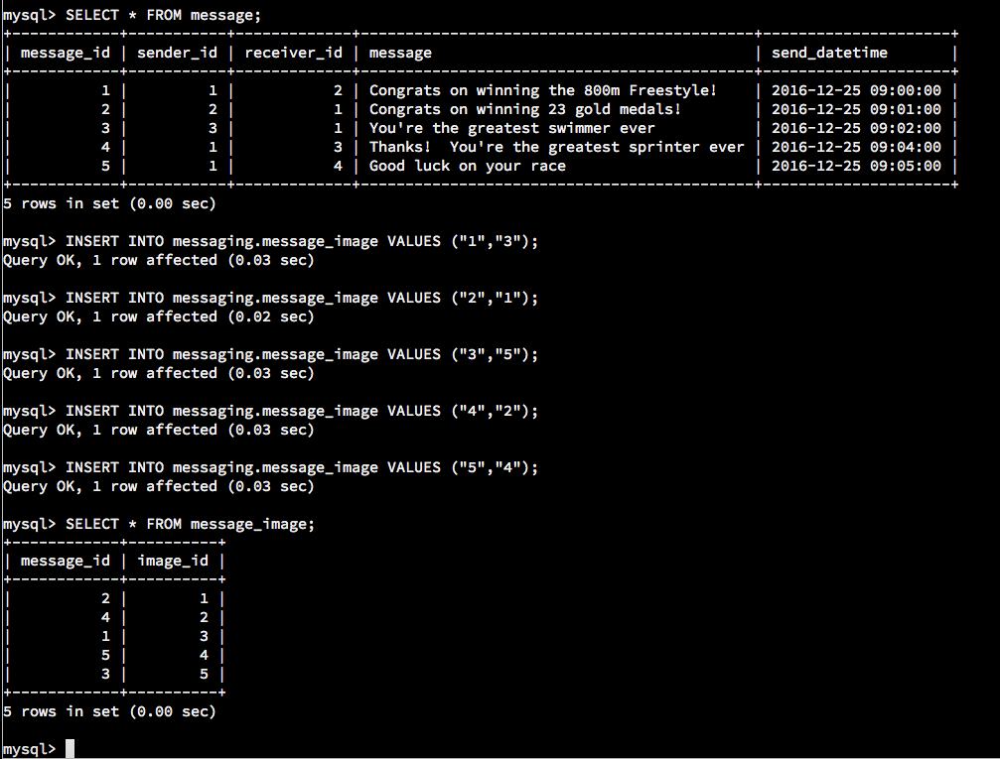 mysql> SELECT * FROM message;
+------------+-----------+-------------+--------------------------------------------+---------------------+
| message_id | sender_id | receiver_id | message                                    | send_datetime       |
+------------+-----------+-------------+--------------------------------------------+---------------------+
|          1 |         1 |           2 | Congrats on winning the 800m Freestyle!    | 2016-12-25 09:00:00 |
|          2 |         2 |           1 | Congrats on winning 23 gold medals!        | 2016-12-25 09:01:00 |
|          3 |         3 |           1 | You're the greatest swimmer ever           | 2016-12-25 09:02:00 |
|          4 |         1 |           3 | Thanks!  You're the greatest sprinter ever | 2016-12-25 09:04:00 |
|          5 |         1 |           4 | Good luck on your race                     | 2016-12-25 09:05:00 |
+------------+-----------+-------------+--------------------------------------------+---------------------+
5 rows in set (0.00 sec)
mysql> INSERT INTO messaging.message_image VALUES ("1","3");
Query OK, 1 row affected (0.03 sec)
mysql> INSERT INTO messaging.message_image VALUES ("2","1");
Query OK, 1 row affected (0.02 sec)
mysql> INSERT INTO messaging.message_image VALUES ("3","5");
Query OK, 1 row affected (0.03 sec)
mysql> INSERT INTO messaging.message_image VALUES ("4","2");
Query OK, 1 row affected (0.03 sec)
mysql> INSERT INTO messaging.message_image VALUES ("5","4");
Query OK, 1 row affected (0.03 sec)
mysql> SELECT * FROM message_image;
+------------+----------+
| message_id | image_id |
+------------+----------+
|          2 |        1 |
|          4 |        2 |
|          1 |        3 |
|          5 |        4 |
|          3 |        5 |
+------------+----------+
5 rows in set (0.00 sec)
mysql>